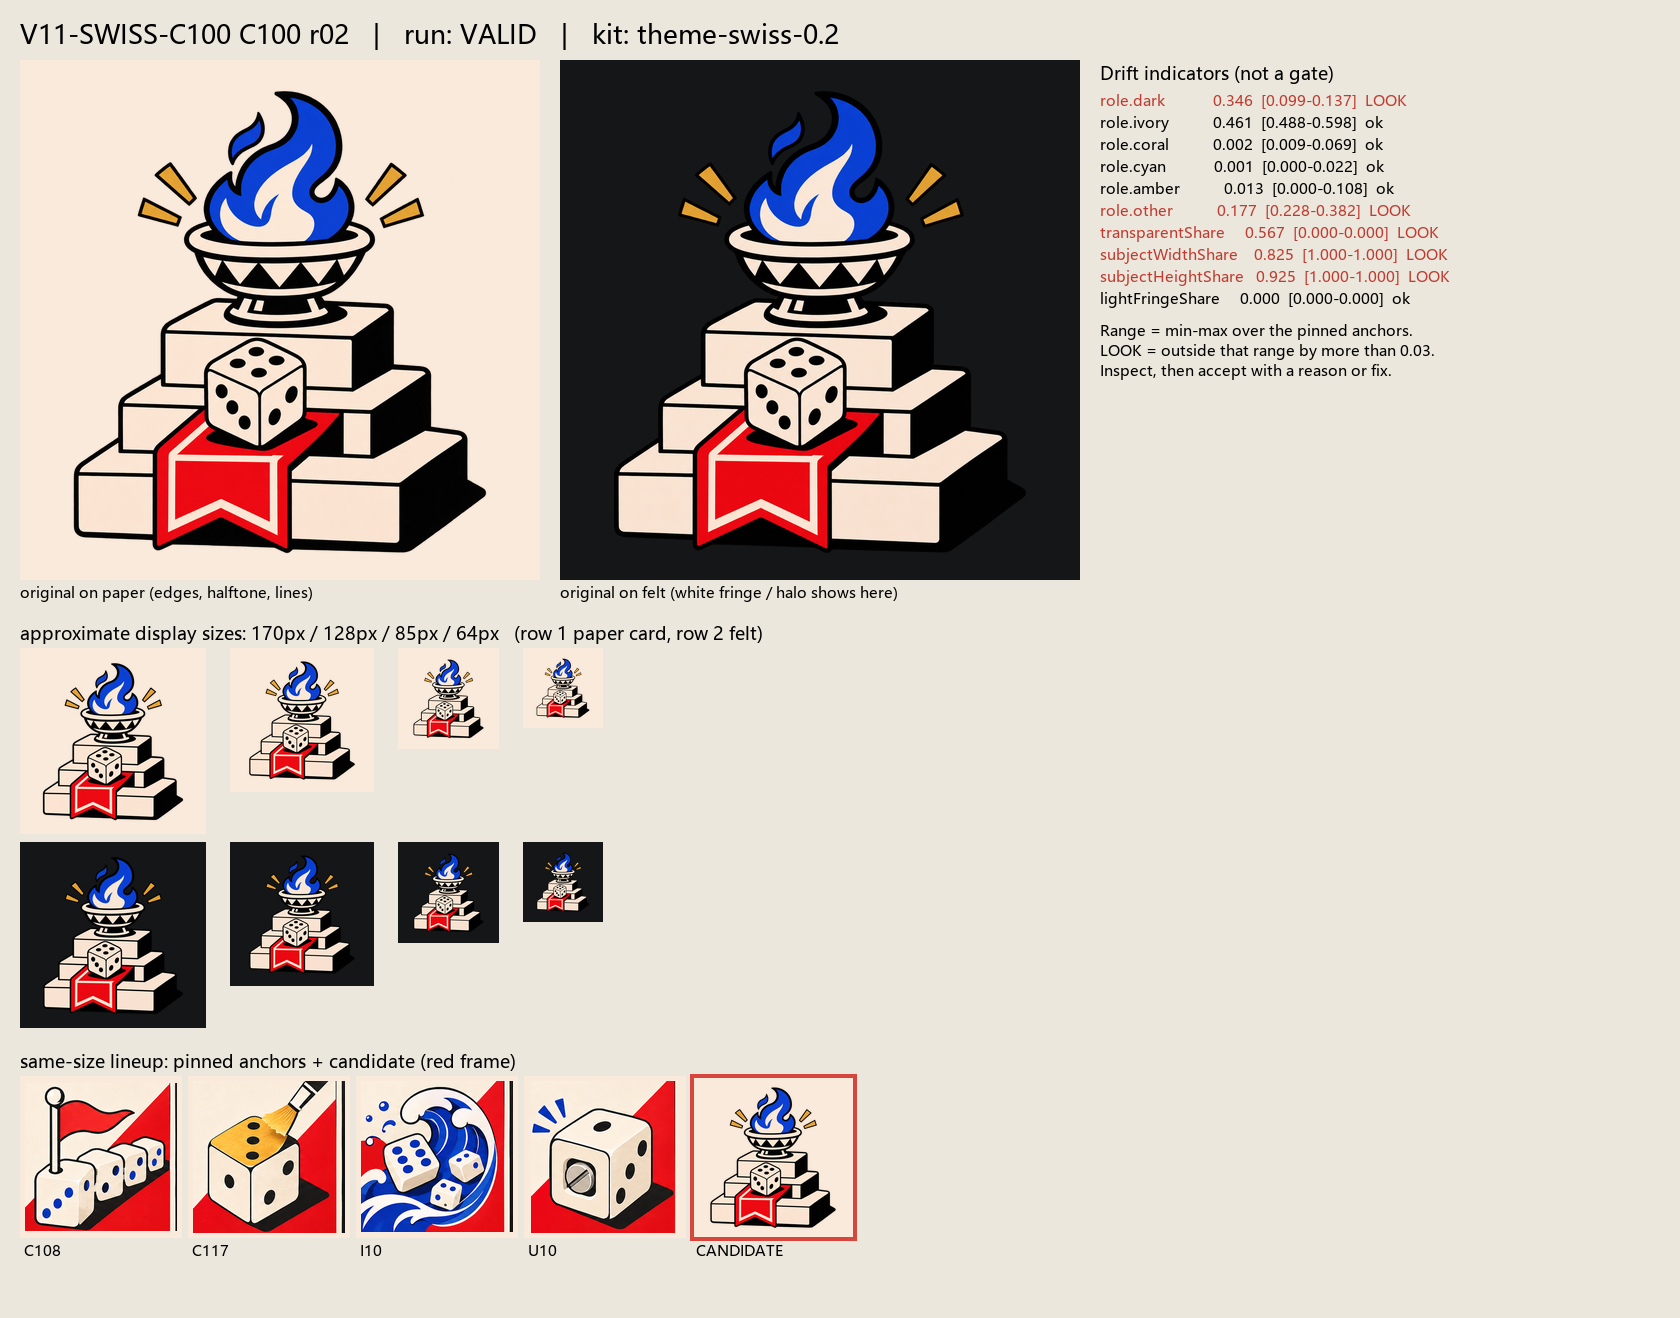 V11-SWISS-C100 C100 r02 | run: VALID | kit: theme-swiss-0.2
Drift indicators (not a gate)
role.dark 0.346 [0.099-0.137] LOOK
role.ivory 0.461 [0.488-0.598] ok
role.coral 0.002 [0.009-0.069] ok
role.cyan 0.001 [0.000-0.022] ok
role.amber 0.013 [0.000-0.108] ok
role.other 0.177 [0.228-0.382] LOOK
transparentShare 0.567 [0.000-0.000] LOOK
subjectWidthShare 0.825 [1.000-1.000] LOOK
subjectHeightShare 0.925 [1.000-1.000] LOOK
lightFringeShare 0.000 [0.000-0.000] ok
Range = min-max over the pinned anchors.
LOOK = outside that range by more than 0.03.
Inspect, then accept with a reason or fix.
original on paper (edges, halftone, lines)
original on felt (white fringe / halo shows here)
approximate display sizes: 170px / 128px / 85px / 64px (row 1 paper card, row 2 felt)
same-size lineup: pinned anchors + candidate (red frame)
C108
C117
I10
U10
CANDIDATE